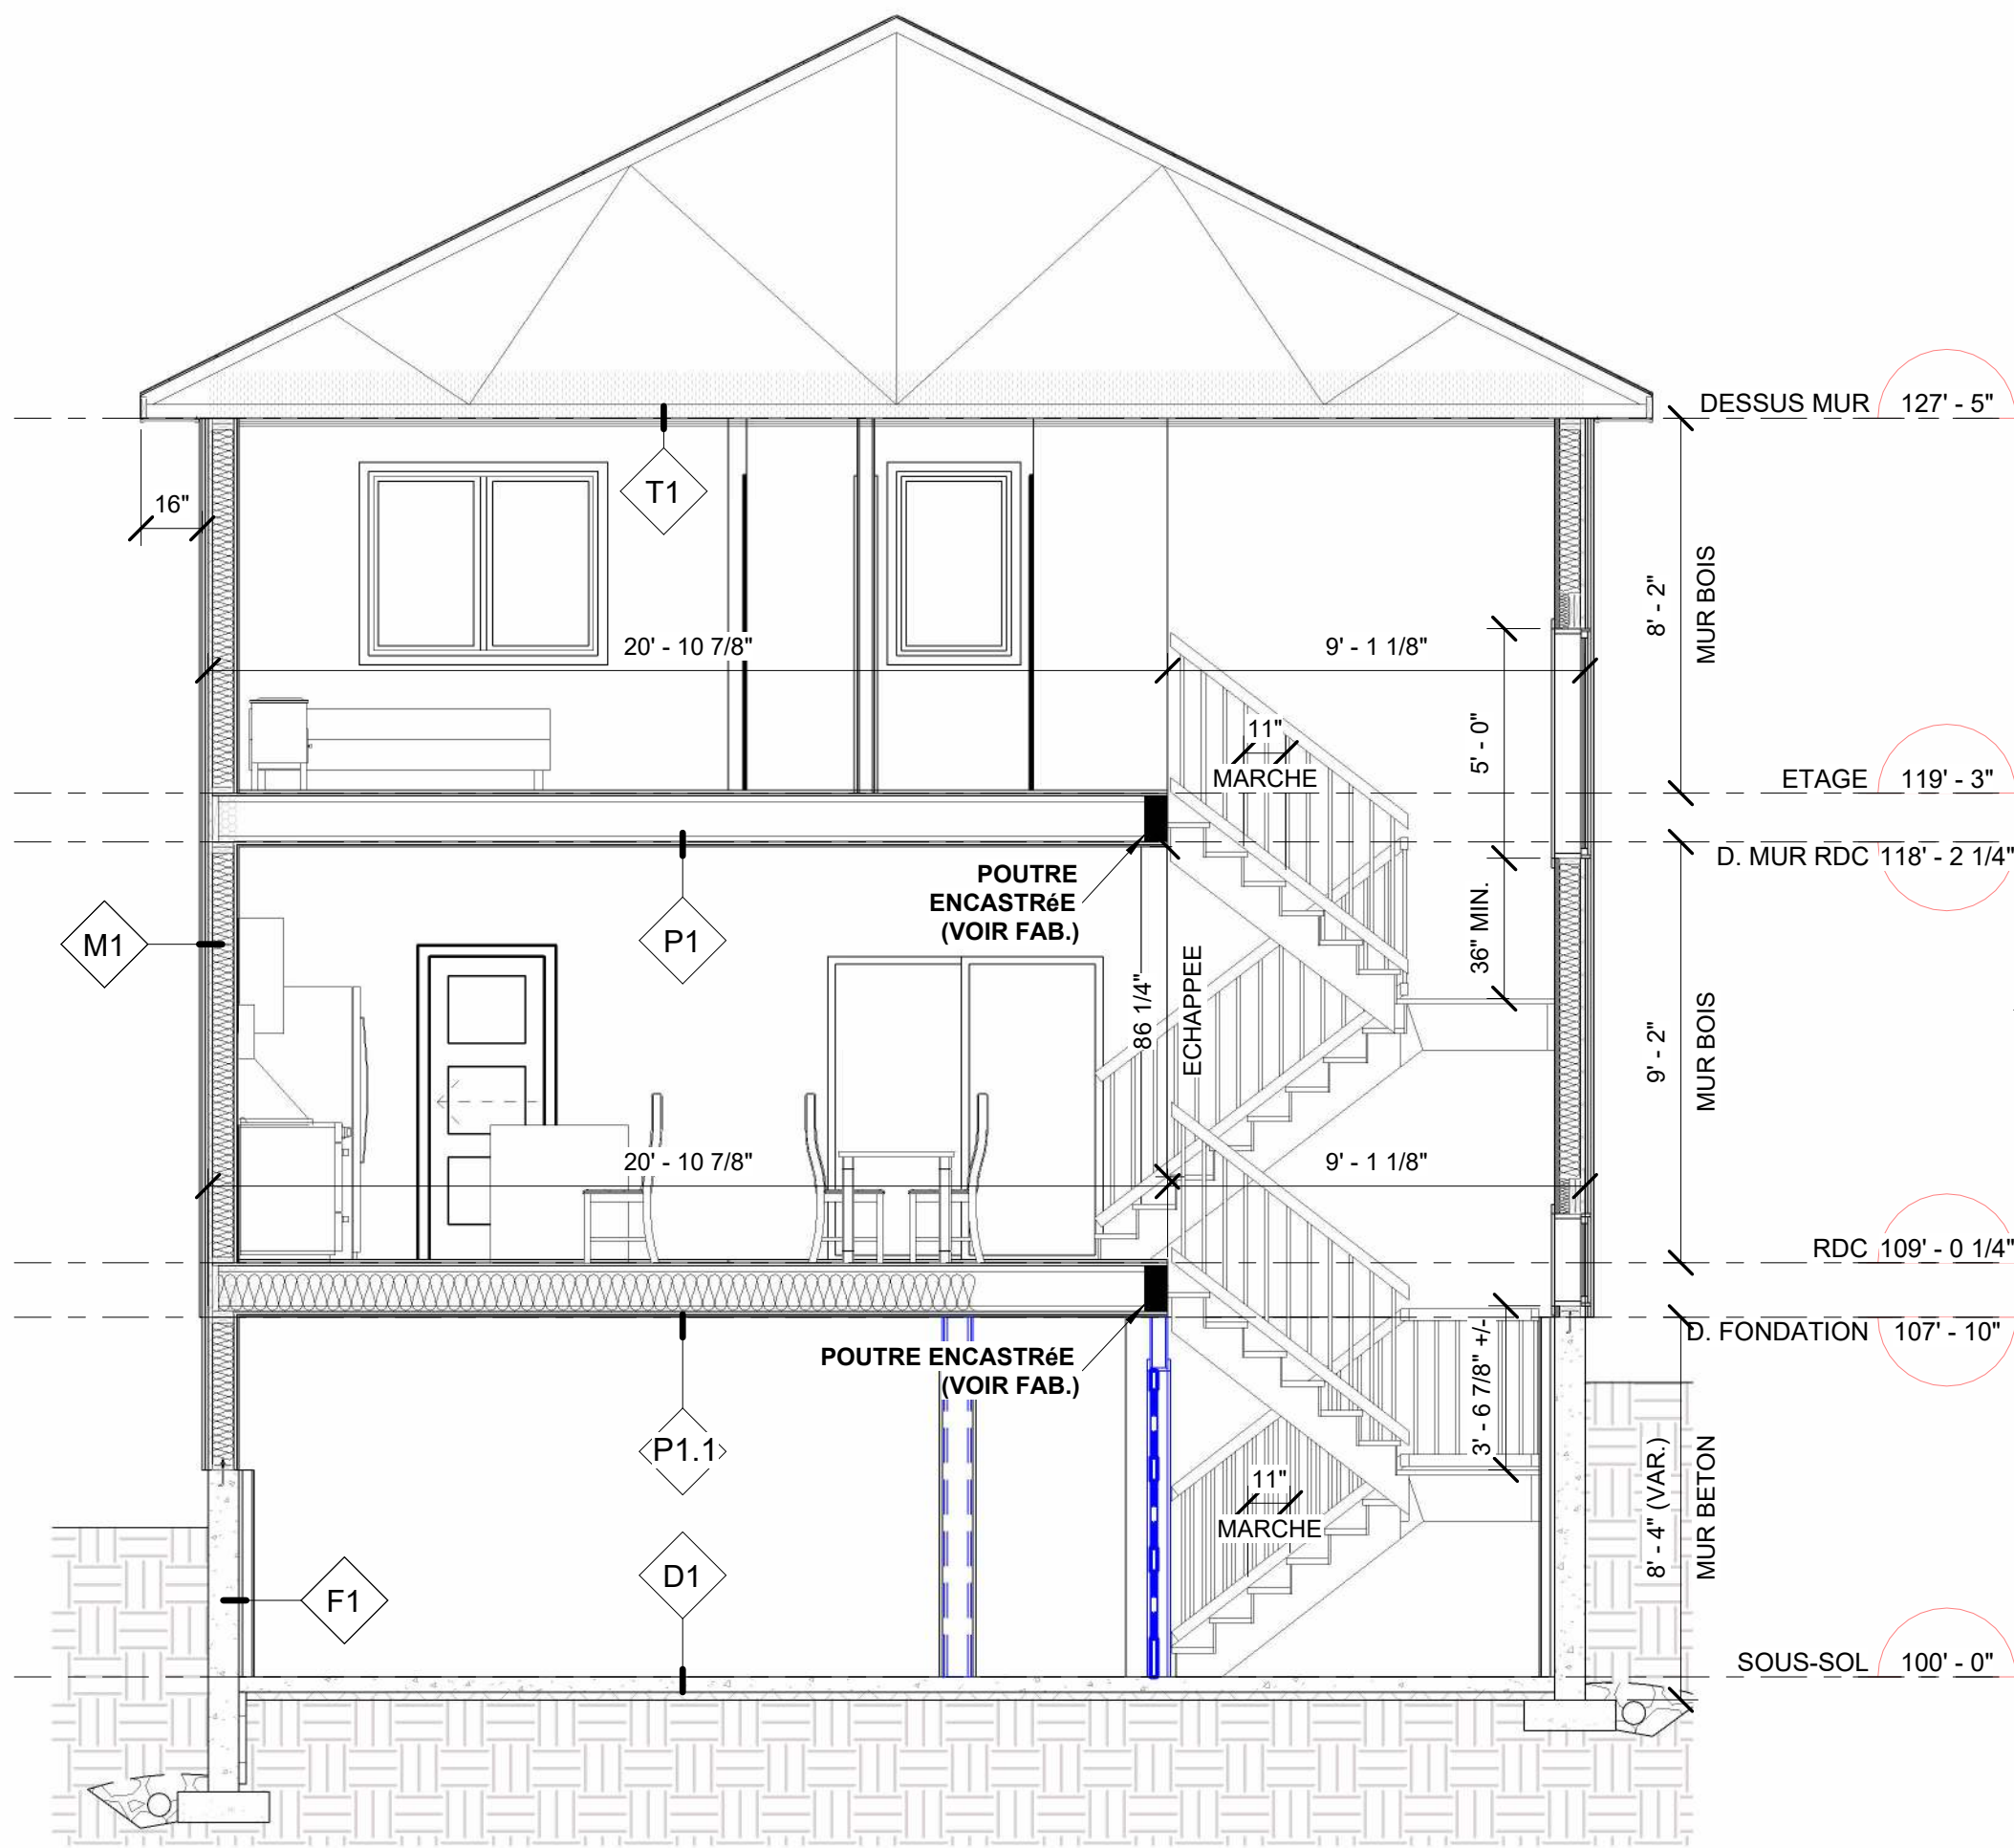 DESSUS MUR 127' - 5"
T1
16"
8' - 2"
MUR BOIS
20' - 10 7/8"
9' - 1 1/8"
11"
MARCHE
5' - 0"
ETAGE 119' - 3"
D. MUR RDC 118' - 2 1/4"
POUTRE
ENCASTRéE
(VOIR FAB.)
P1
M1
36" MIN.
86 1/4"
ECHAPPEE
9' - 2"
MUR BOIS
20' - 10 7/8"
9' - 1 1/8"
RDC 109' - 0 1/4"
D. FONDATION 107' - 10"
POUTRE ENCASTRéE
(VOIR FAB.)
3' - 6 7/8" +/-
P1.1
11"
MARCHE
8' - 4" (VAR.)
MUR BETON
D1
F1
SOUS-SOL 100' - 0"